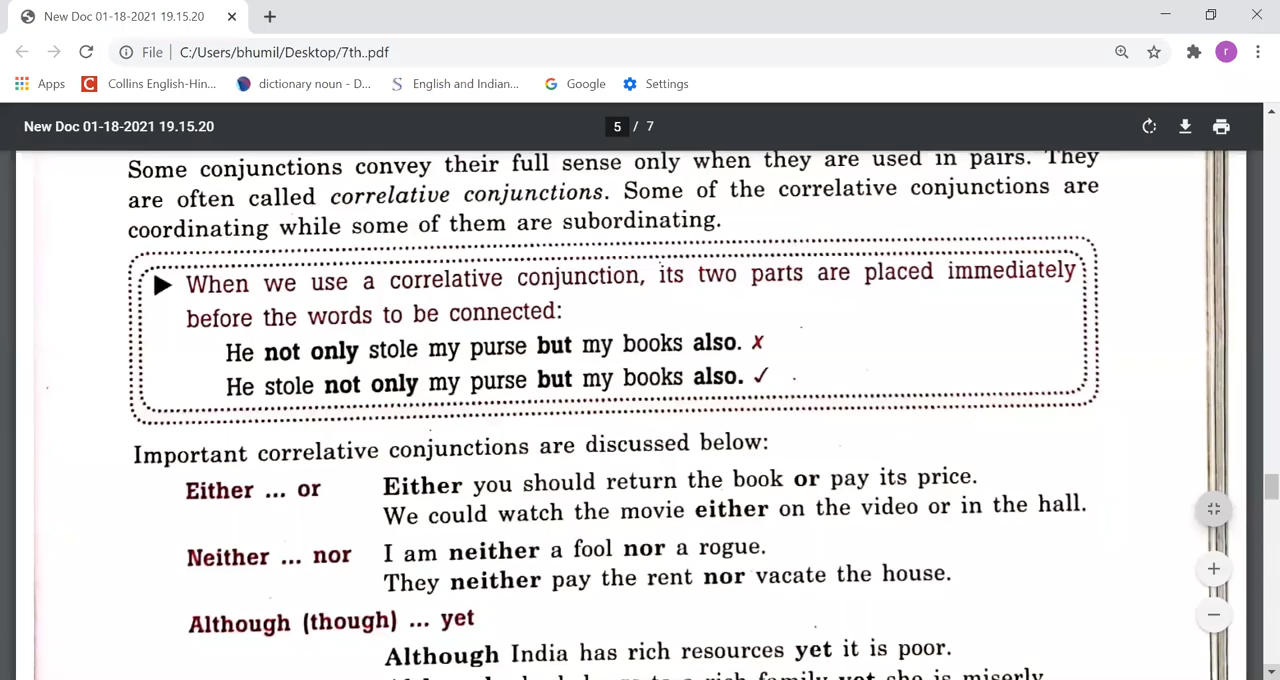 New Doc 01-18-2021 19.15.20
File C:/Users/bhumil/Desktop/7th..pdf
r
Apps Collins English-Hin... dictionary noun - D... English and Indian... Google Settings
New Doc 01-18-2021 19.15.20 5 / 7
Some conjunctions convey their full sense only when they are used in pairs. They
are often called correlative conjunctions. Some of the correlative conjunctions are
coordinating while some of them are subordinating.
▶ When we use a correlative conjunction, its two parts are placed immediately
before the words to be connected:
He not only stole my purse but my books also. ✗
He stole not only my purse but my books also. ✓
Important correlative conjunctions are discussed below:
Either ... or Either you should return the book or pay its price.
We could watch the movie either on the video or in the hall.
Neither ... nor I am neither a fool nor a rogue.
They neither pay the rent nor vacate the house.
Although (though) ... yet
Although India has rich resources yet it is poor.
rich family yet she is miserly